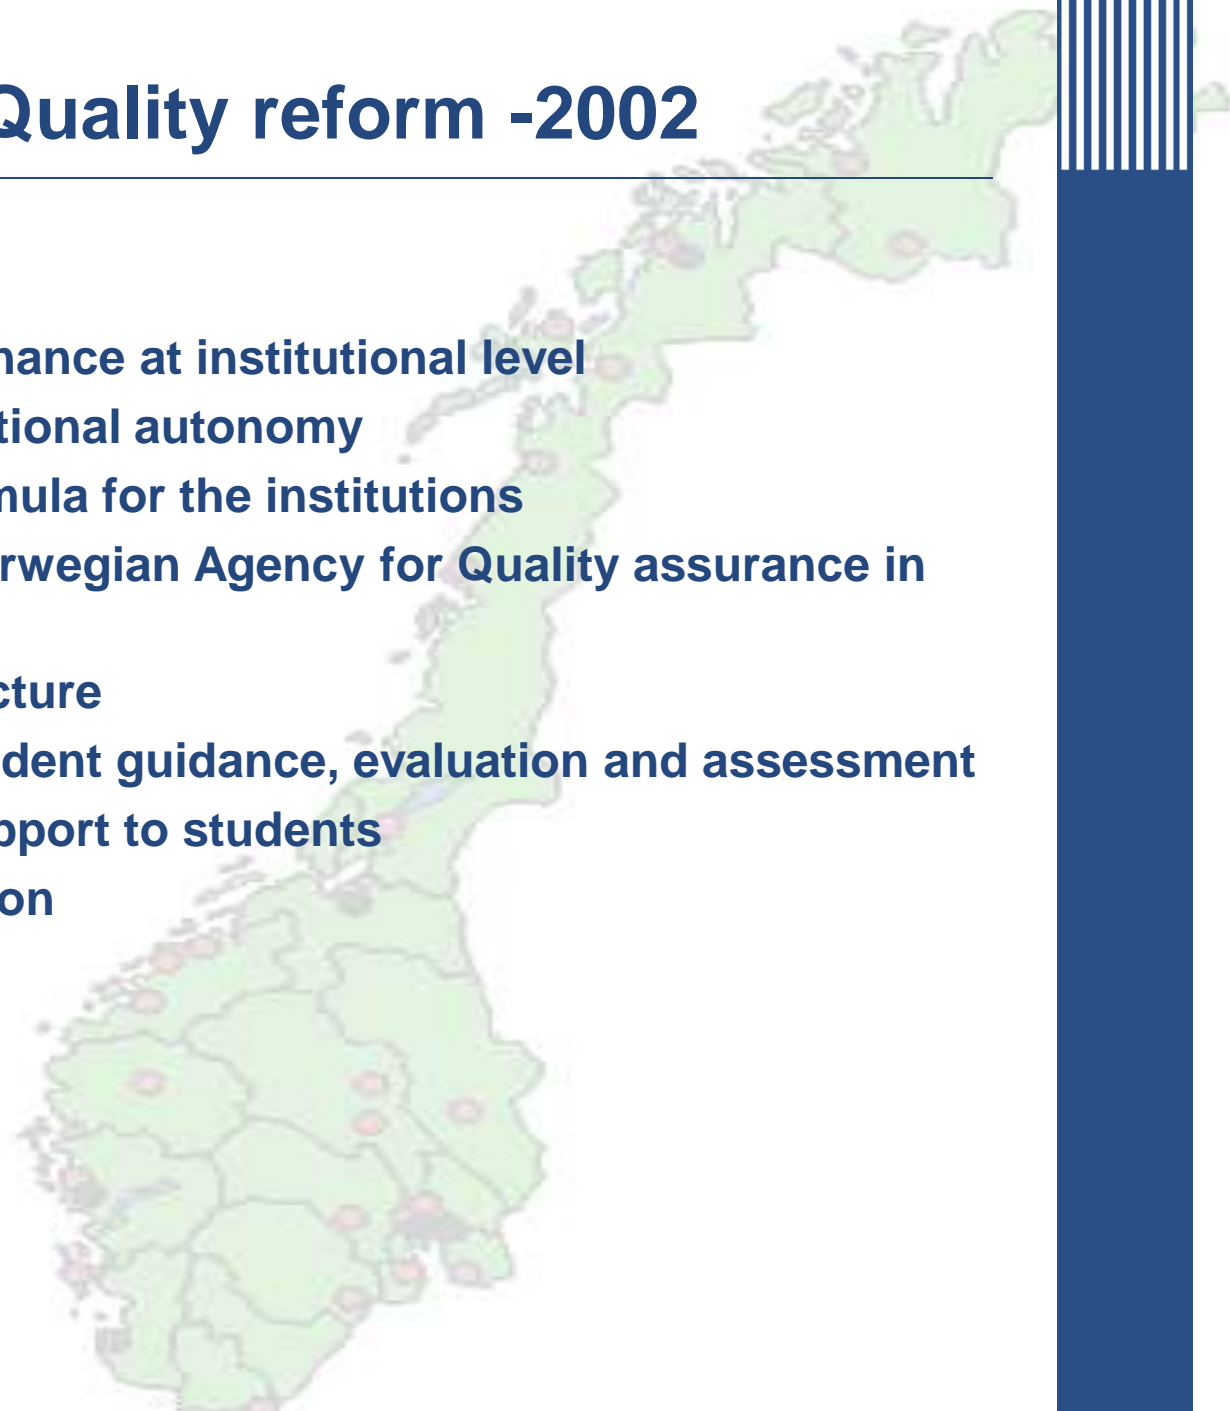 Quality reform -2002
nance at institutional level
tional autonomy
mula for the institutions
rwegian Agency for Quality assurance in
cture
dent guidance, evaluation and assessment
pport to students
on